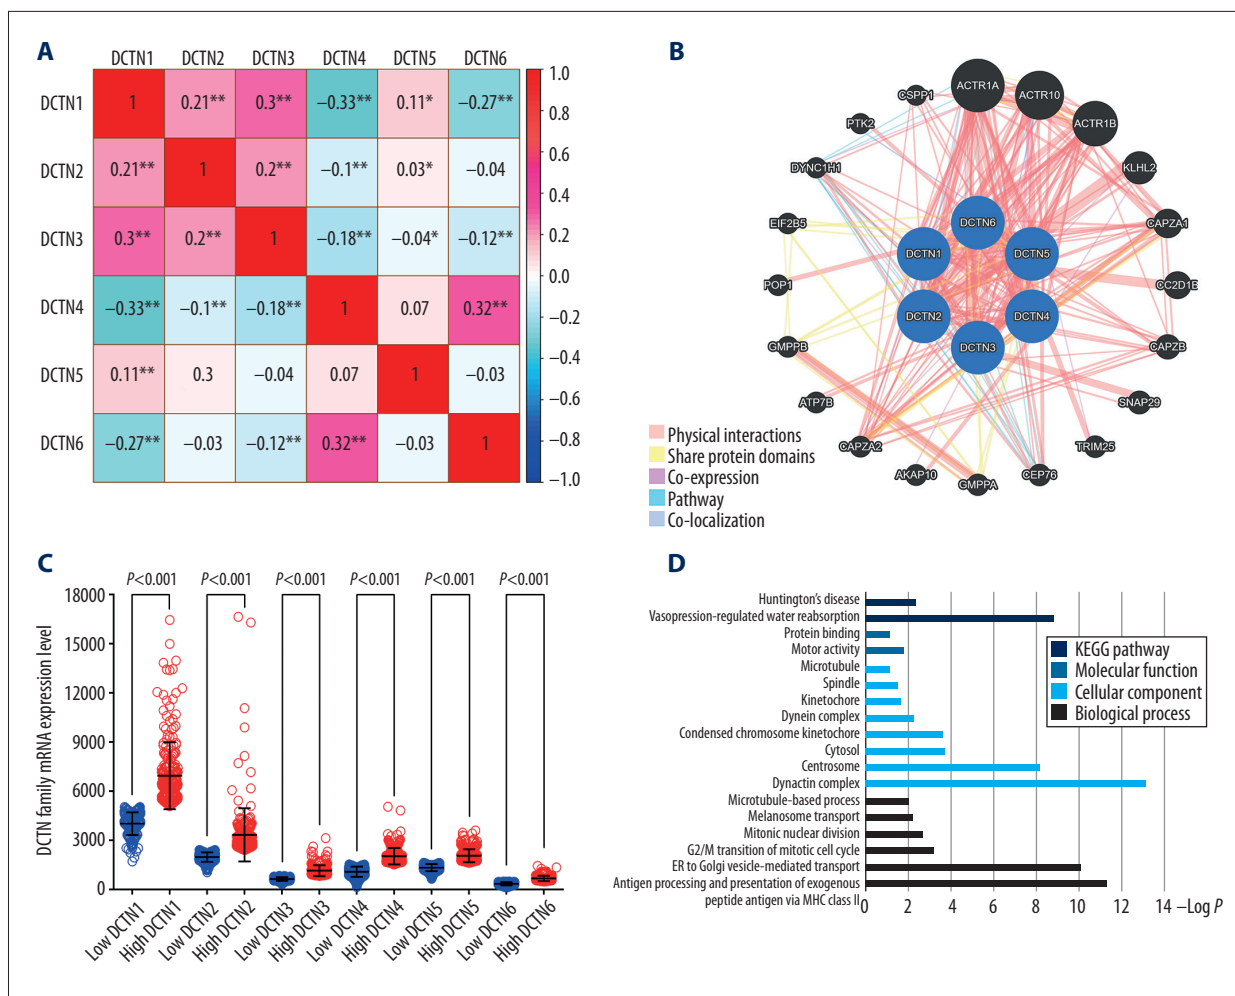 A
DCTN1 DCTN2 DCTN3 DCTN4 DCTN5 DCTN6
DCTN1 1 0.21** 0.3** −0.33** 0.11* −0.27**
DCTN2 0.21** 1 0.2** −0.1** 0.03* −0.04
DCTN3 0.3** 0.2** 1 −0.18** −0.04* −0.12**
DCTN4 −0.33** −0.1** −0.18** 1 0.07 0.32**
DCTN5 0.11** 0.3 −0.04 0.07 1 −0.03
DCTN6 −0.27** −0.03 −0.12** 0.32** −0.03 1
1.0
0.8
0.6
0.4
0.2
0.0
−0.2
−0.4
−0.6
−0.8
−1.0
B
ACTR1A
ACTR10
ACTR1B
KLHL2
CAPZA1
CC2D1B
CAPZB
SNAP29
TRIM25
CEP76
GMPPA
AKAP10
CAPZA2
ATP7B
GMPPB
POP1
EIF2B5
DYNC1H1
PTK2
CSPP1
DCTN6
DCTN1
DCTN5
DCTN2
DCTN4
DCTN3
Physical interactions
Share protein domains
Co-expression
Pathway
Co-localization
C
P<0.001 P<0.001 P<0.001 P<0.001 P<0.001 P<0.001
DCTN family mRNA expression level
18000
15000
12000
9000
6000
3000
0
Low DCTN1
High DCTN1
Low DCTN2
High DCTN2
Low DCTN3
High DCTN3
Low DCTN4
High DCTN4
Low DCTN5
High DCTN5
Low DCTN6
High DCTN6
D
Huntington's disease
Vasopression-regulated water reabsorption
Protein binding
Motor activity
Microtubule
Spindle
Kinetochore
Dynein complex
Condensed chromosome kinetochore
Cytosol
Centrosome
Dynactin complex
Microtubule-based process
Melanosome transport
Mitonic nuclear division
G2/M transition of mitotic cell cycle
ER to Golgi vesicle-mediated transport
Antigen processing and presentation of exogenous
peptide antigen via MHC class II
0 2 4 6 8 10 12 14 −Log P
KEGG pathway
Molecular function
Cellular component
Biological process